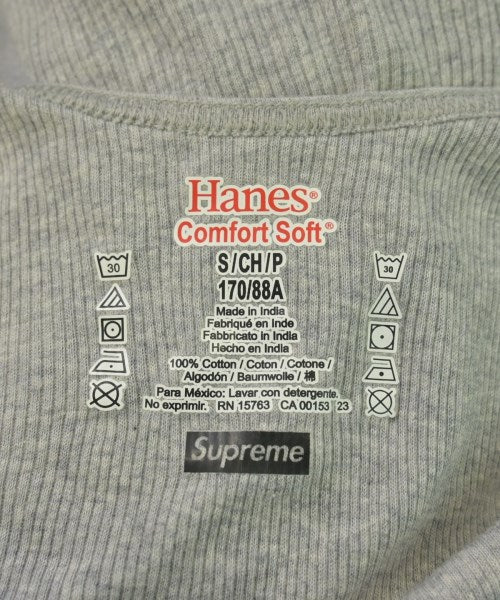 Hanes®
Comfort Soft®
S/CH/P
170/88A
Made in India
Fabriqué en Inde
Fabbricato in India
Hecho en India
100% Cotton / Coton / Cotone /
Algodón / Baumwolle / 棉
Para México: Lavar con detergente.
No exprimir. RN 15763 CA 00153 23
30
30
Supreme